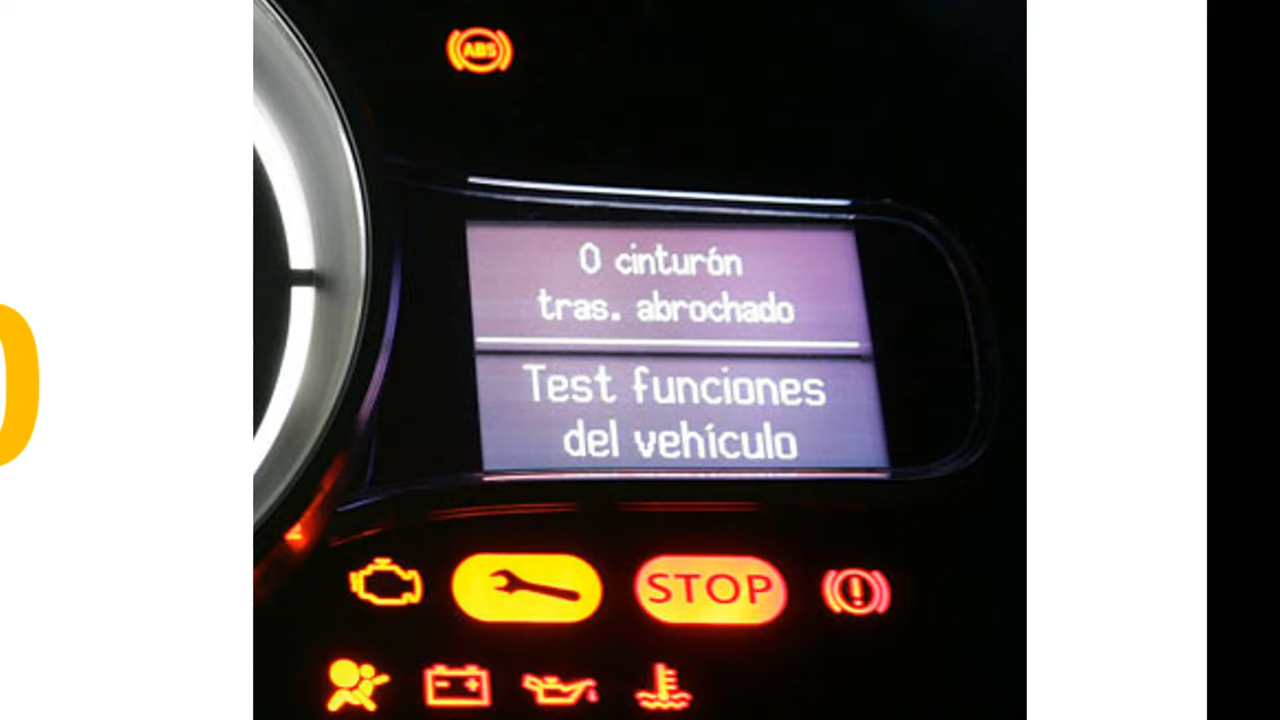 ABS
0 cinturón
tras. abrochado
Test funciones
del vehículo
STOP